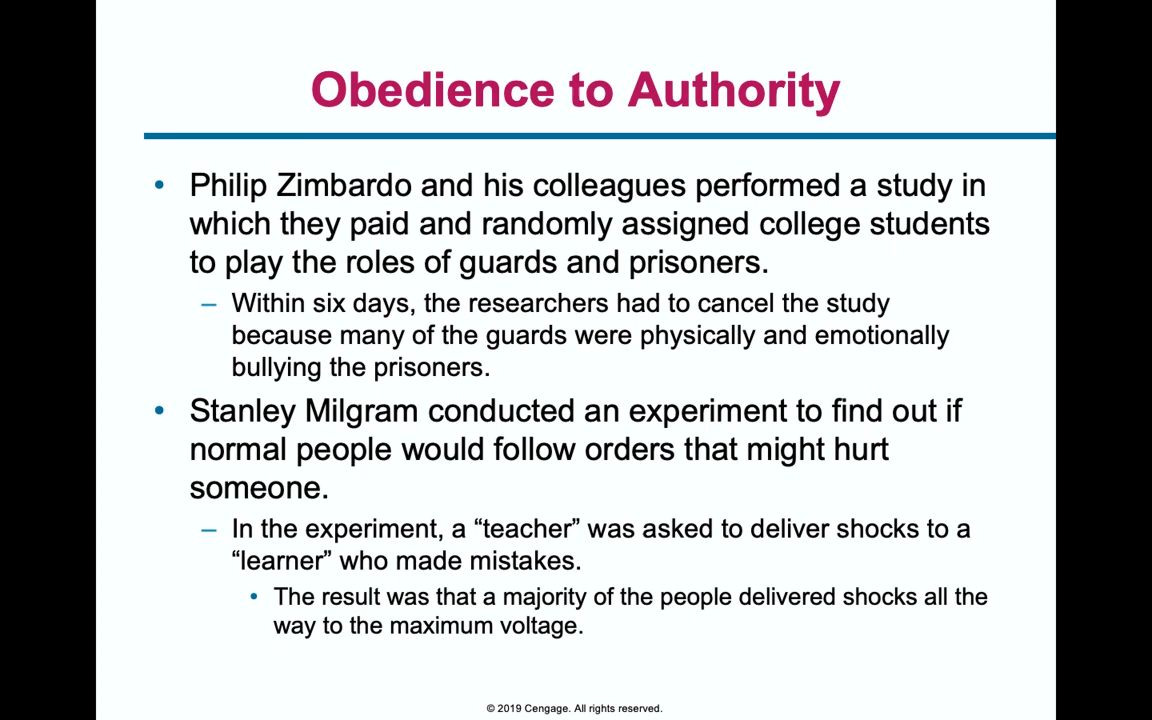 Obedience to Authority
• Philip Zimbardo and his colleagues performed a study in
which they paid and randomly assigned college students
to play the roles of guards and prisoners.
– Within six days, the researchers had to cancel the study
because many of the guards were physically and emotionally
bullying the prisoners.
• Stanley Milgram conducted an experiment to find out if
normal people would follow orders that might hurt
someone.
– In the experiment, a “teacher” was asked to deliver shocks to a
“learner” who made mistakes.
• The result was that a majority of the people delivered shocks all the
way to the maximum voltage.
© 2019 Cengage. All rights reserved.